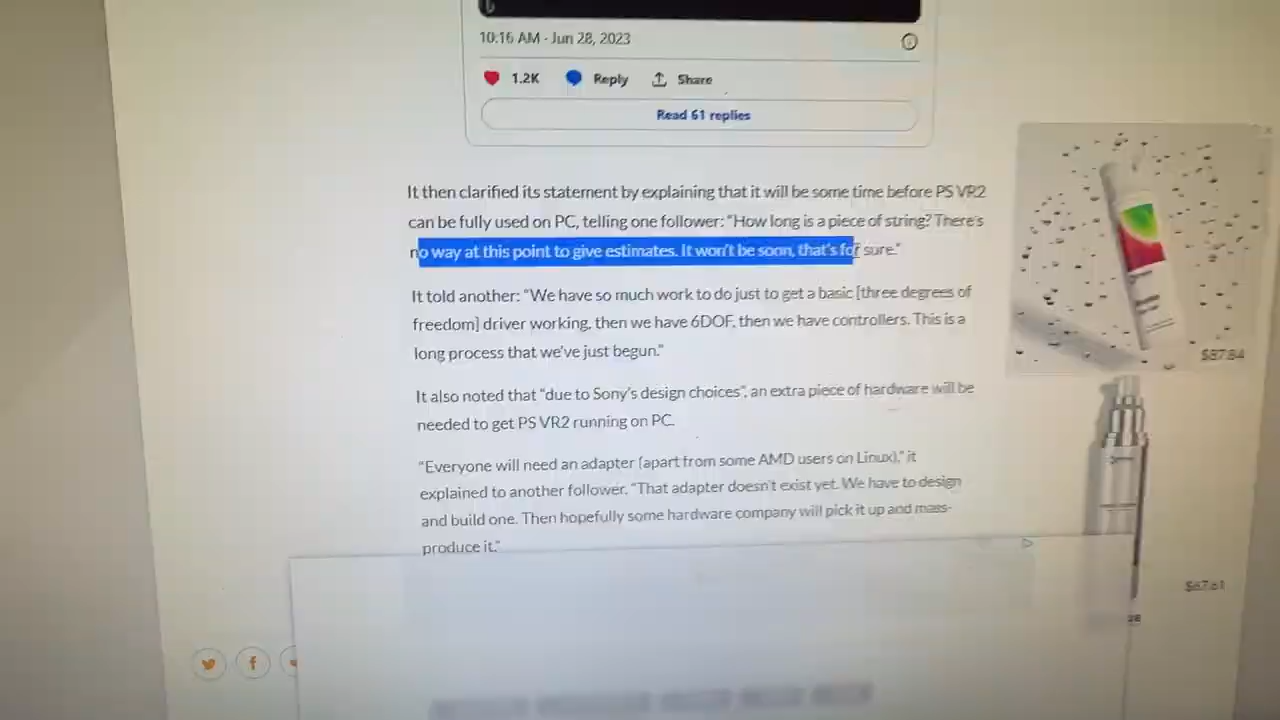 10:16 AM · Jun 28, 2023
1.2K Reply Share
Read 61 replies
It then clarified its statement by explaining that it will be some time before PS VR2
can be fully used on PC, telling one follower: “How long is a piece of string? There’s
no way at this point to give estimates. It won’t be soon, that’s for sure.”
It told another: “We have so much work to do just to get a basic [three degrees of
freedom] driver working, then we have 6DOF, then we have controllers. This is a
long process that we’ve just begun.”
It also noted that “due to Sony’s design choices”, an extra piece of hardware will be
needed to get PS VR2 running on PC.
“Everyone will need an adapter (apart from some AMD users on Linux),” it
explained to another follower. “That adapter doesn’t exist yet. We have to design
and build one. Then hopefully some hardware company will pick it up and mass-
produce it.”
$87.84
$67.61